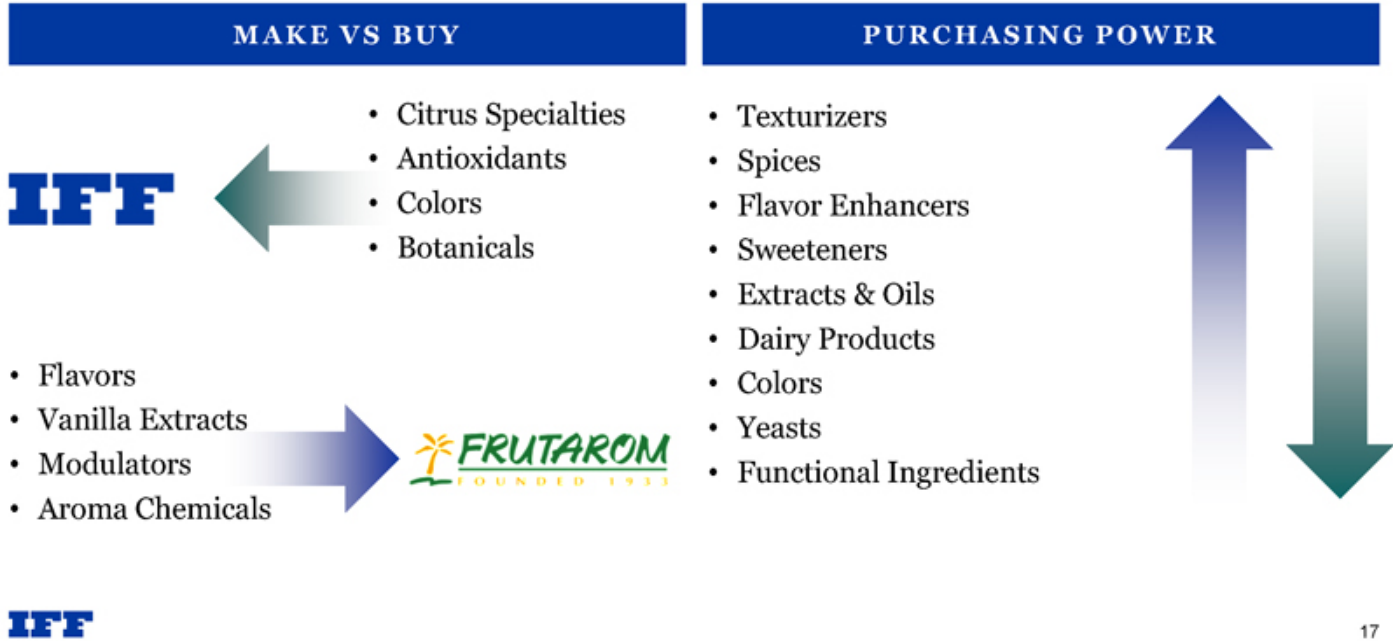 MAKE VS BUY
• Citrus Specialties
• Antioxidants
• Colors
• Botanicals
IFF
• Flavors
• Vanilla Extracts
• Modulators
• Aroma Chemicals
FRUTAROM
FOUNDED 1933
PURCHASING POWER
• Texturizers
• Spices
• Flavor Enhancers
• Sweeteners
• Extracts & Oils
• Dairy Products
• Colors
• Yeasts
• Functional Ingredients
IFF
17